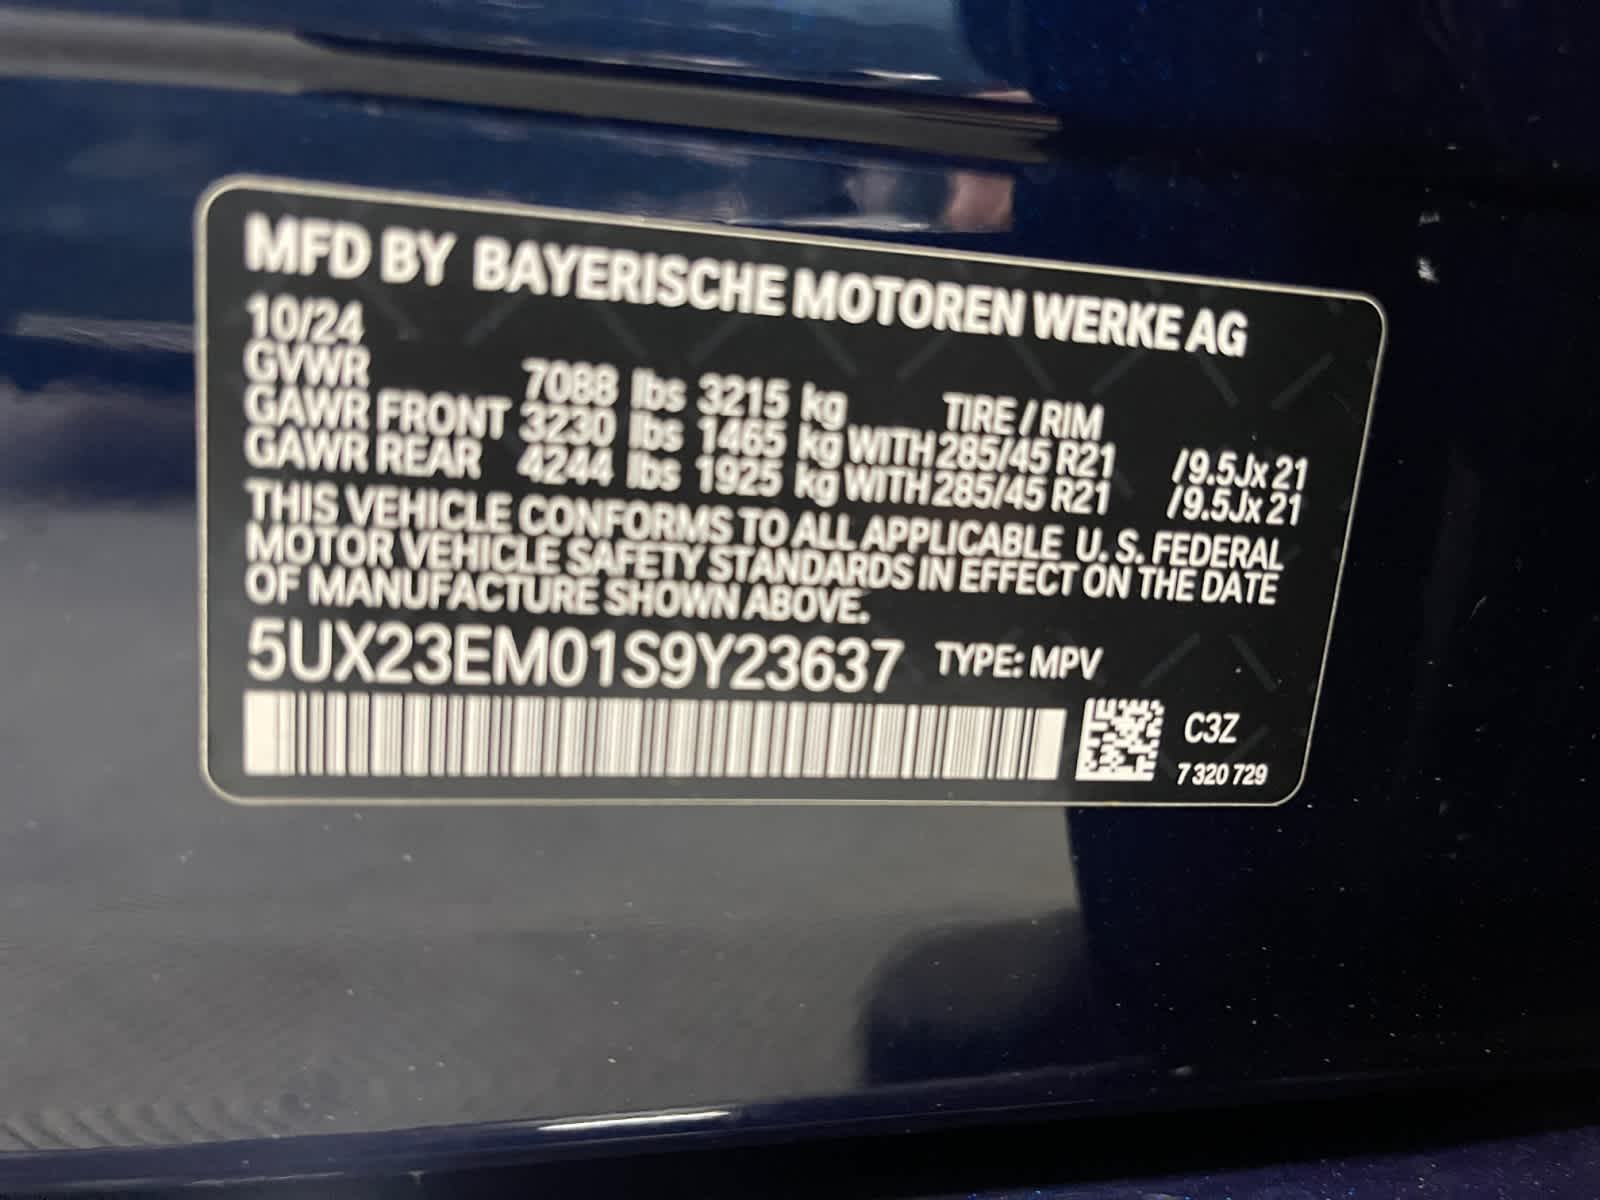 MFD BY BAYERISCHE MOTOREN WERKE AG
10/24
GVWR 7088 lbs 3215 kg TIRE / RIM
GAWR FRONT 3230 lbs 1465 kg WITH 285/45 R21 /9.5Jx 21
GAWR REAR 4244 lbs 1925 kg WITH 285/45 R21 /9.5Jx 21
THIS VEHICLE CONFORMS TO ALL APPLICABLE U. S. FEDERAL
MOTOR VEHICLE SAFETY STANDARDS IN EFFECT ON THE DATE
OF MANUFACTURE SHOWN ABOVE.
5UX23EM01S9Y23637 TYPE: MPV
C3Z
7 320 729